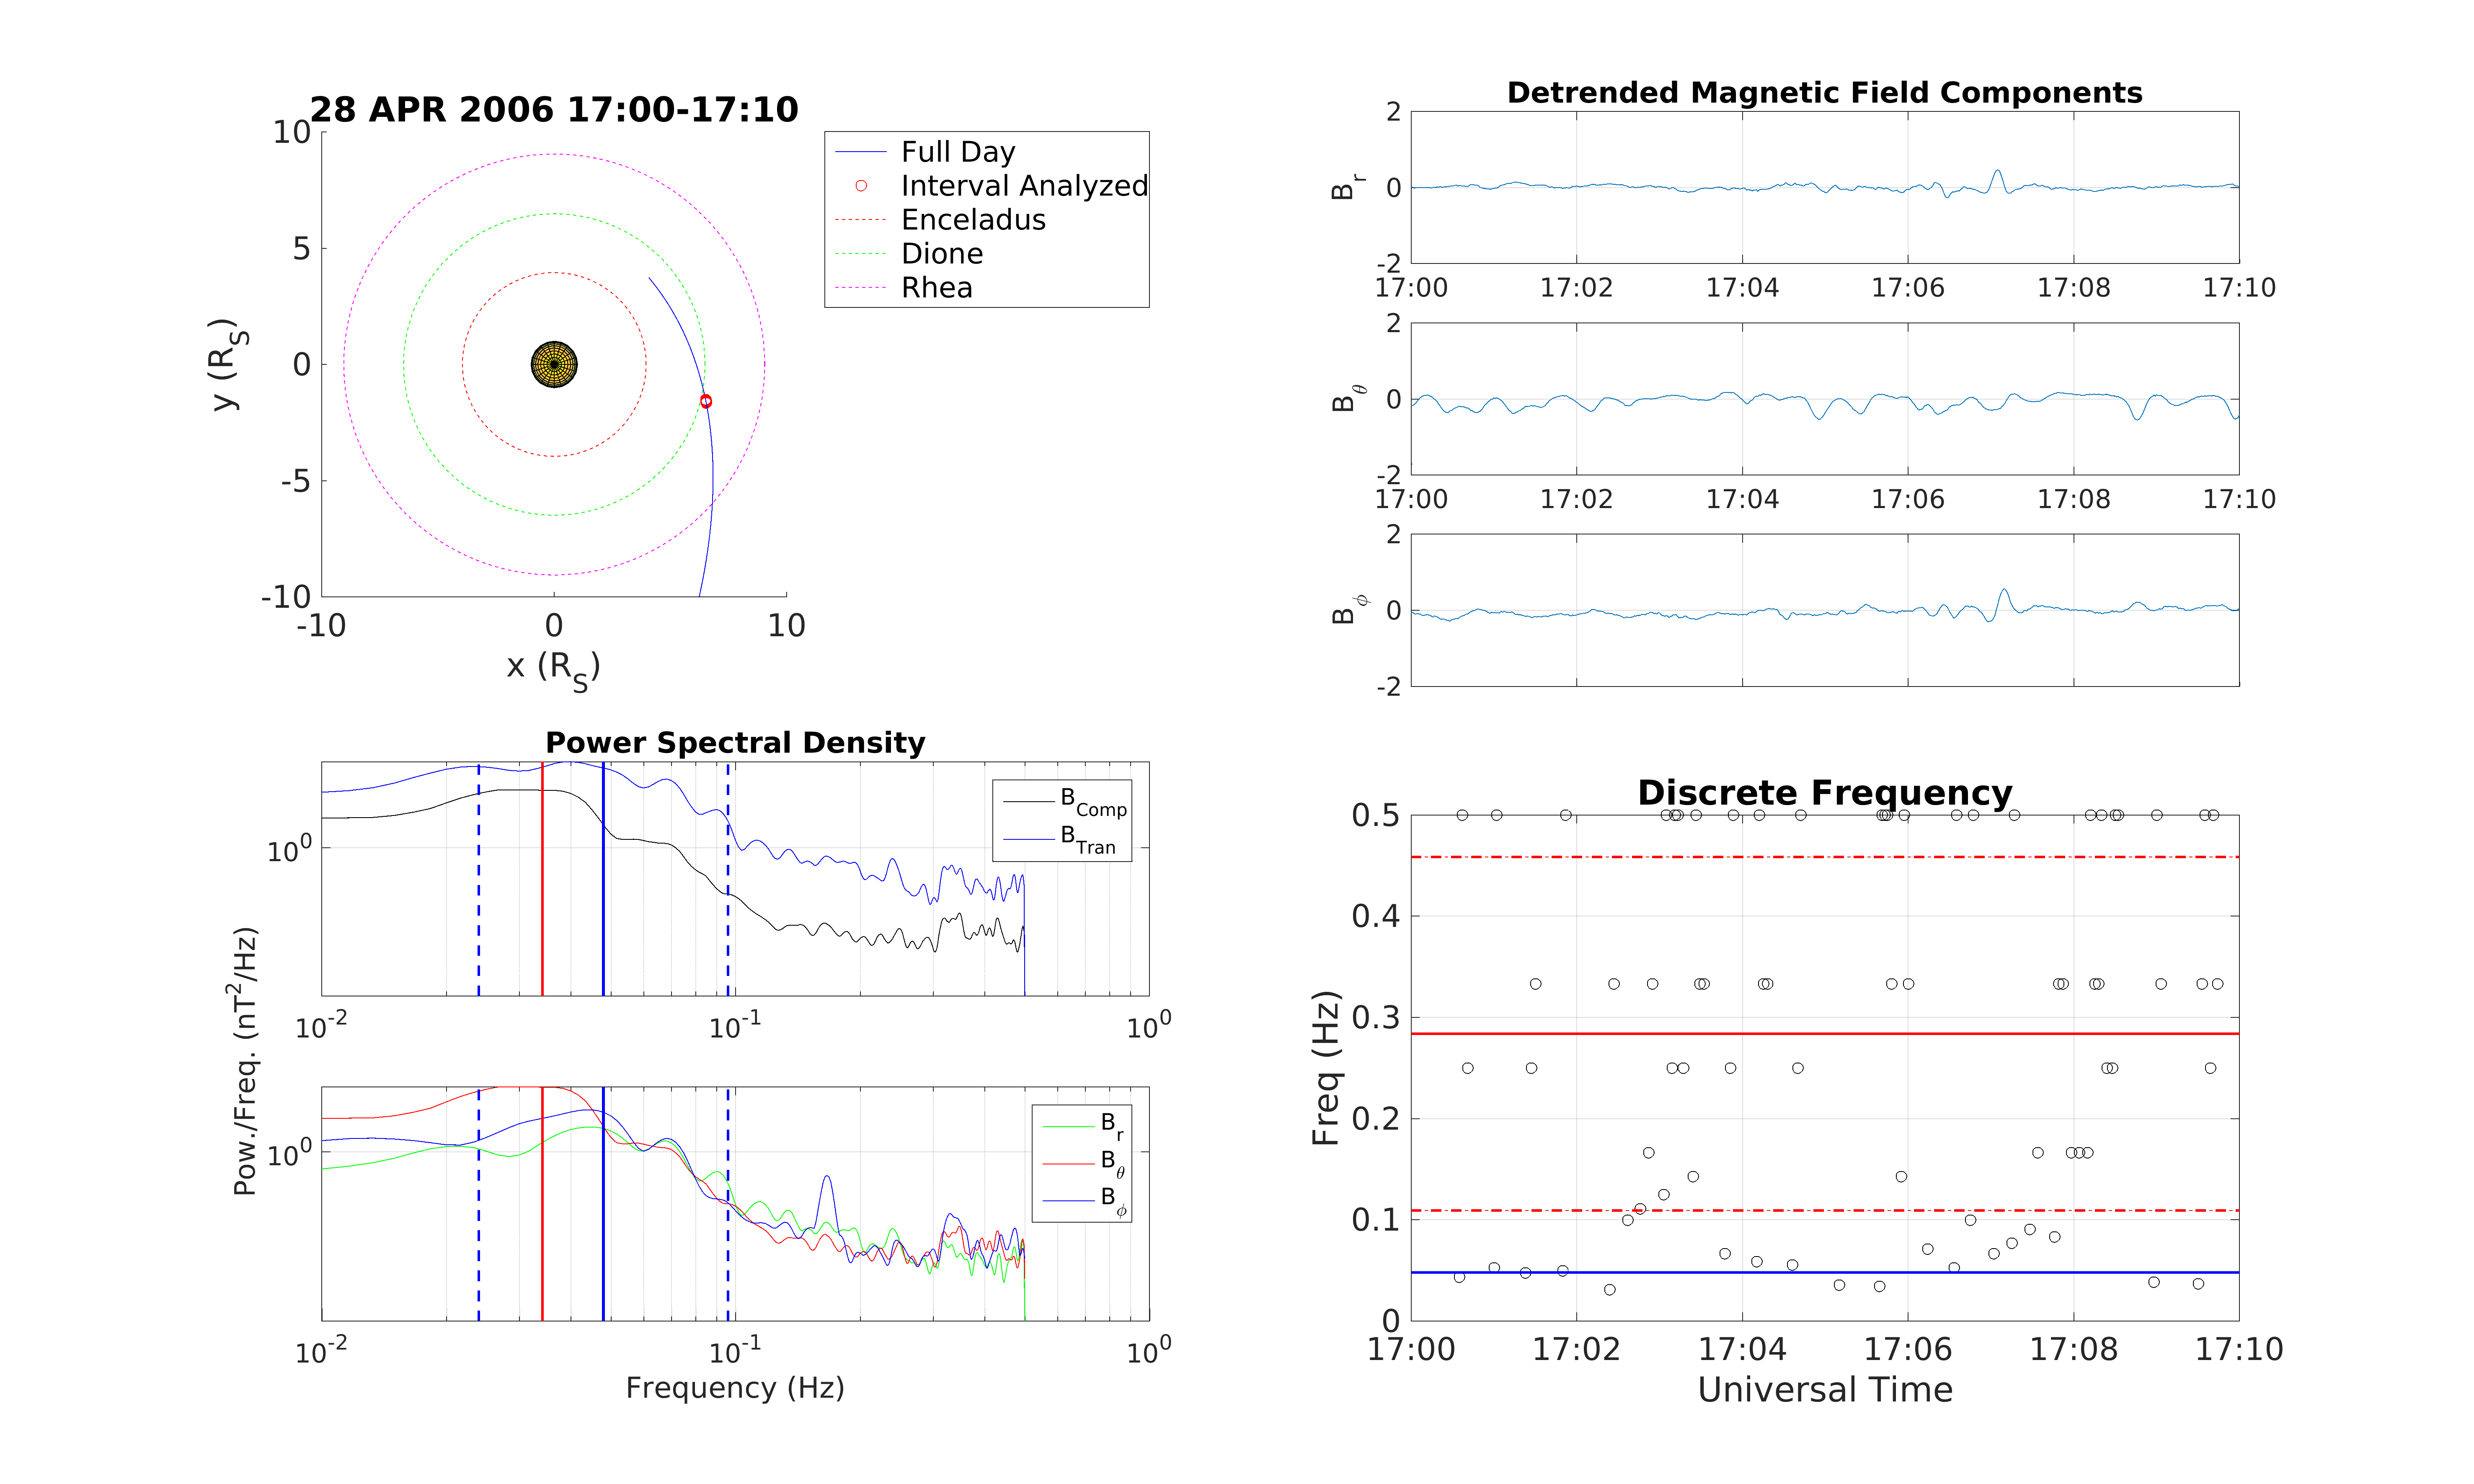 28 APR 2006 17:00-17:10
10
5
0
-5
-10
y (R_S)
-10 0 10
x (R_S)
Full Day
Interval Analyzed
Enceladus
Dione
Rhea
Detrended Magnetic Field Components
2
0
-2
B_r
17:00 17:02 17:04 17:06 17:08 17:10
2
0
-2
B_θ
17:00 17:02 17:04 17:06 17:08 17:10
2
0
-2
B_ϕ
Power Spectral Density
10^0
B_Comp
B_Tran
10^-2 10^-1 10^0
Pow./Freq. (nT^2/Hz)
10^0
B_r
B_θ
B_ϕ
10^-2 10^-1 10^0
Frequency (Hz)
Discrete Frequency
0.5
0.4
0.3
0.2
0.1
0
Freq (Hz)
17:00 17:02 17:04 17:06 17:08 17:10
Universal Time